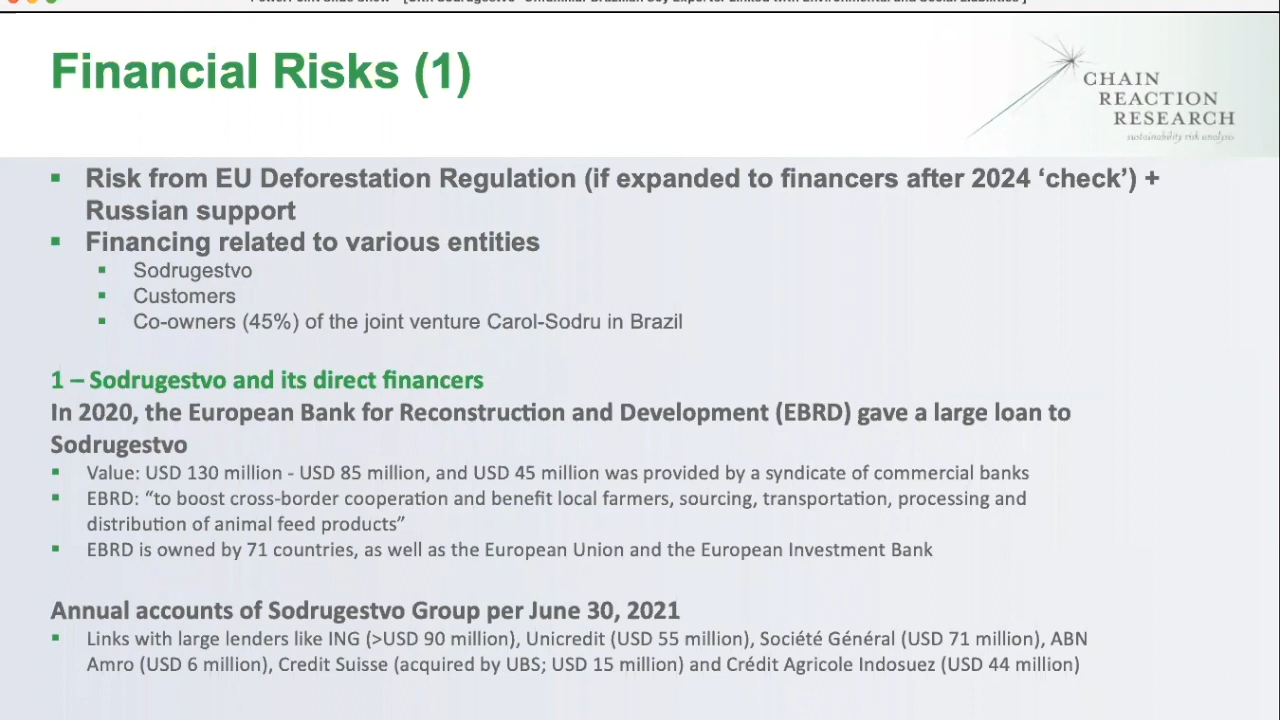 Financial Risks (1)
CHAIN
REACTION
RESEARCH
sustainability risk analysis
▪ Risk from EU Deforestation Regulation (if expanded to financers after 2024 ‘check’) +
Russian support
▪ Financing related to various entities
▪ Sodrugestvo
▪ Customers
▪ Co-owners (45%) of the joint venture Carol-Sodru in Brazil
1 – Sodrugestvo and its direct financers
In 2020, the European Bank for Reconstruction and Development (EBRD) gave a large loan to
Sodrugestvo
▪ Value: USD 130 million - USD 85 million, and USD 45 million was provided by a syndicate of commercial banks
▪ EBRD: “to boost cross-border cooperation and benefit local farmers, sourcing, transportation, processing and
distribution of animal feed products”
▪ EBRD is owned by 71 countries, as well as the European Union and the European Investment Bank
Annual accounts of Sodrugestvo Group per June 30, 2021
▪ Links with large lenders like ING (>USD 90 million), Unicredit (USD 55 million), Société Général (USD 71 million), ABN
Amro (USD 6 million), Credit Suisse (acquired by UBS; USD 15 million) and Crédit Agricole Indosuez (USD 44 million)